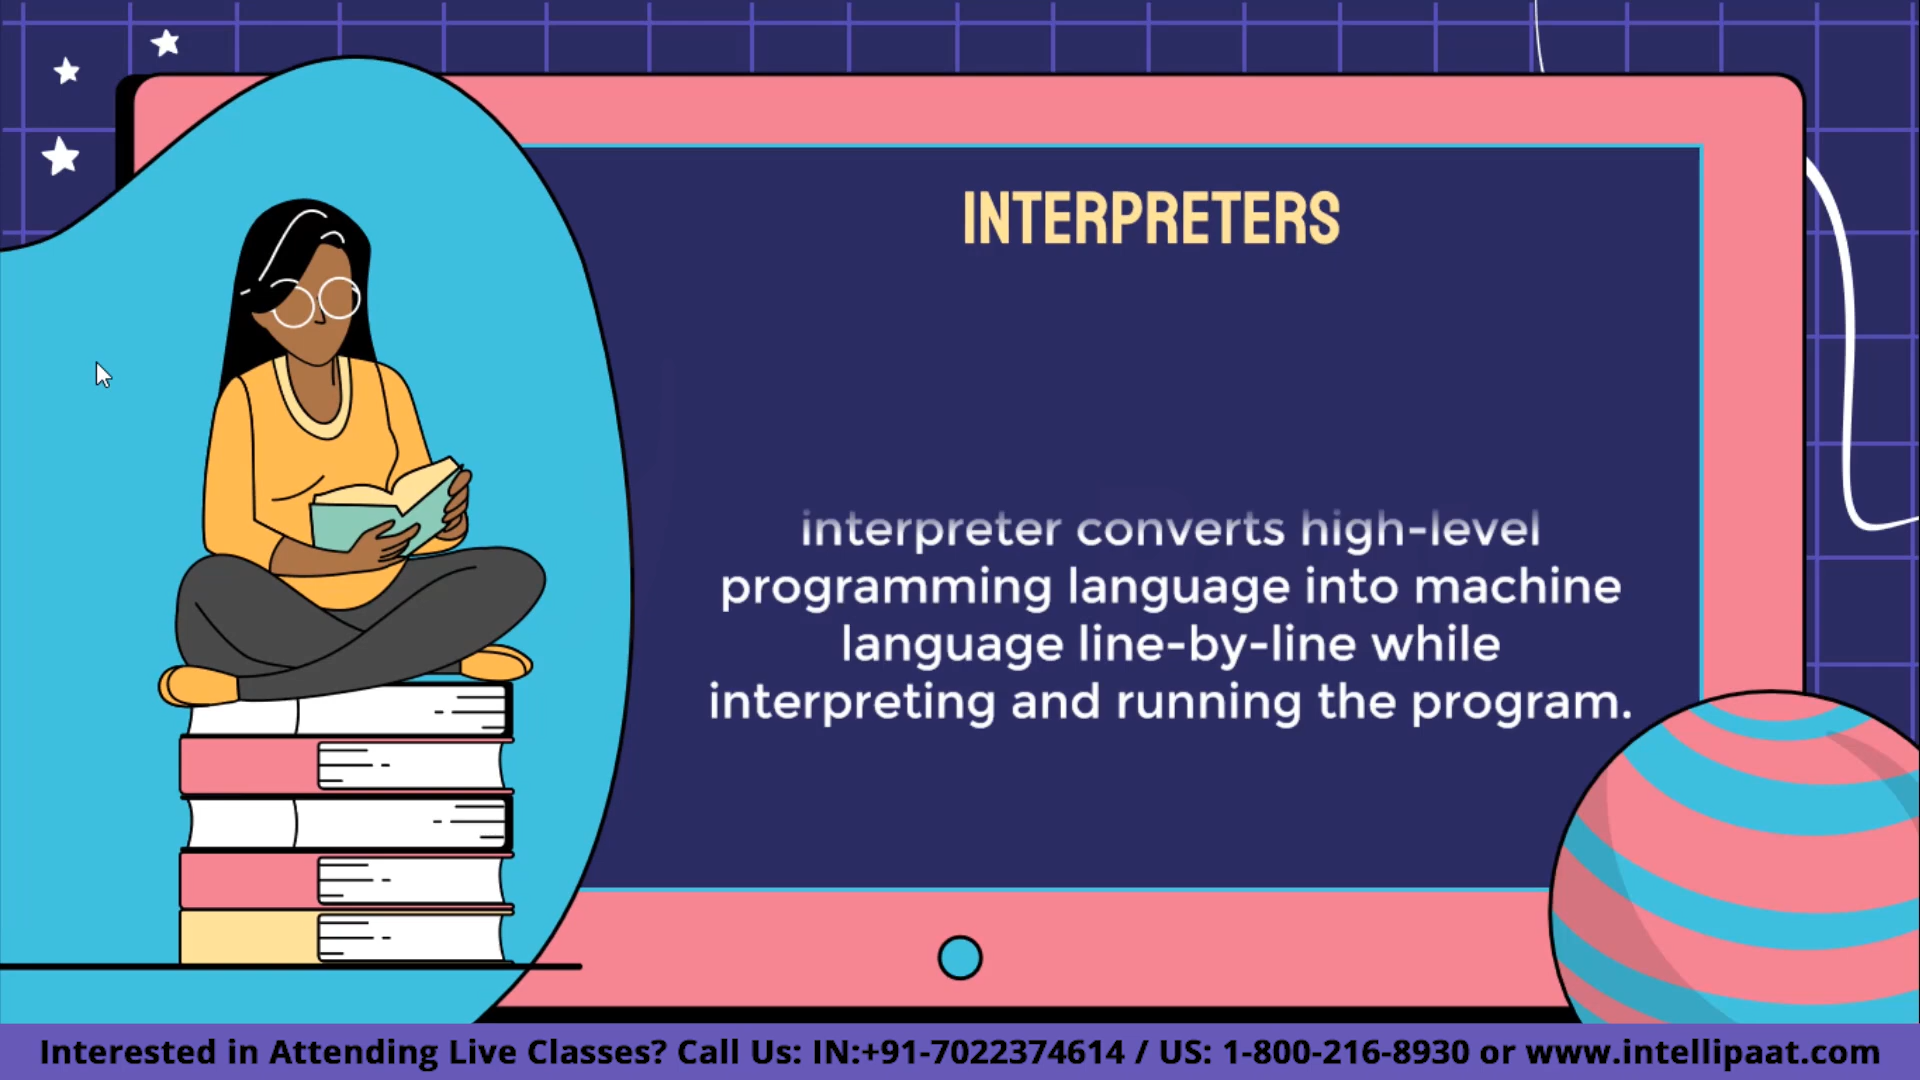 INTERPRETERS
interpreter converts high-level
programming language into machine
language line-by-line while
interpreting and running the program.
Interested in Attending Live Classes? Call Us: IN:+91-7022374614 / US: 1-800-216-8930 or www.intellipaat.com